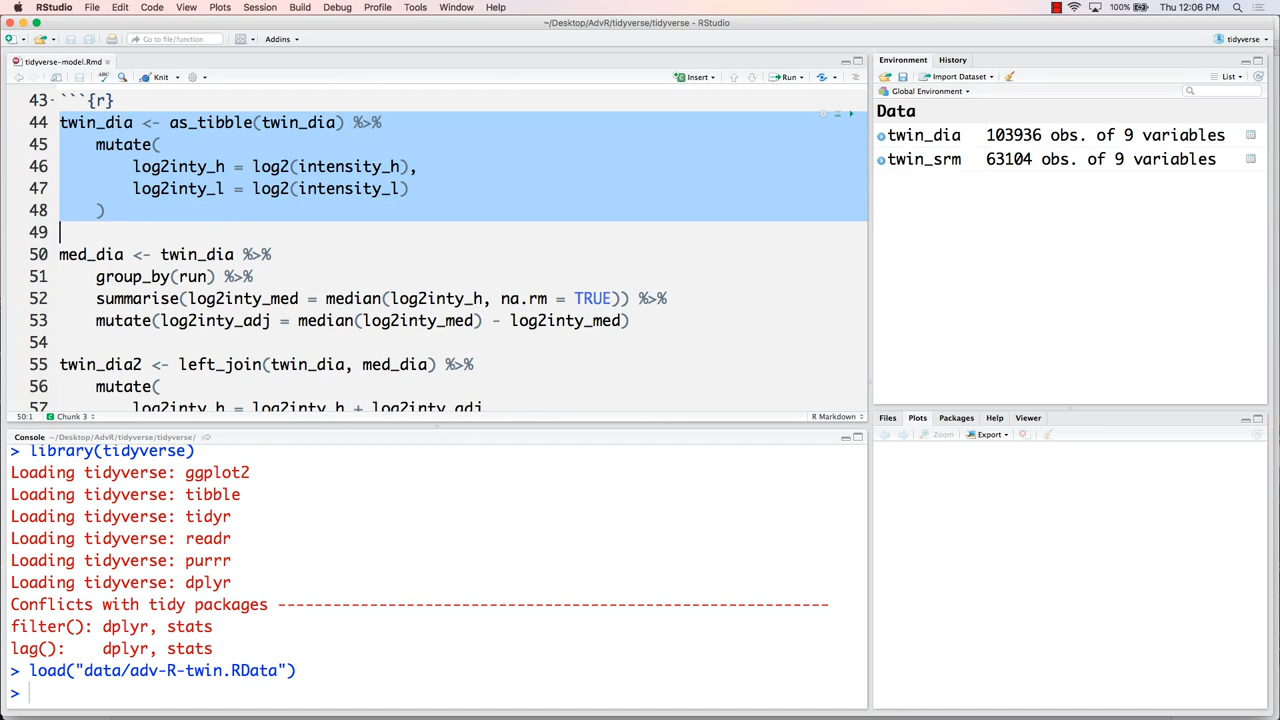 RStudio File Edit Code View Plots Session Build Debug Profile Tools Window Help 100% Thu 12:06 PM
~/Desktop/AdvR/tidyverse/tidyverse - RStudio
Go to file/function Addins tidyverse
tidyverse-model.Rmd
Knit Insert Run
43 ```{r}
44 twin_dia <- as_tibble(twin_dia) %>%
45 mutate(
46 log2inty_h = log2(intensity_h),
47 log2inty_l = log2(intensity_l)
48 )
49
50 med_dia <- twin_dia %>%
51 group_by(run) %>%
52 summarise(log2inty_med = median(log2inty_h, na.rm = TRUE)) %>%
53 mutate(log2inty_adj = median(log2inty_med) - log2inty_med)
54
55 twin_dia2 <- left_join(twin_dia, med_dia) %>%
56 mutate(
57 log2inty_h = log2inty_h + log2inty_adj
50:1 Chunk 3 R Markdown
Console ~/Desktop/AdvR/tidyverse/tidyverse/
> library(tidyverse)
Loading tidyverse: ggplot2
Loading tidyverse: tibble
Loading tidyverse: tidyr
Loading tidyverse: readr
Loading tidyverse: purrr
Loading tidyverse: dplyr
Conflicts with tidy packages ------------------------------------------------------------
filter(): dplyr, stats
lag(): dplyr, stats
> load("data/adv-R-twin.RData")
>
Environment History
Import Dataset List
Global Environment
Data
twin_dia 103936 obs. of 9 variables
twin_srm 63104 obs. of 9 variables
Files Plots Packages Help Viewer
Zoom Export